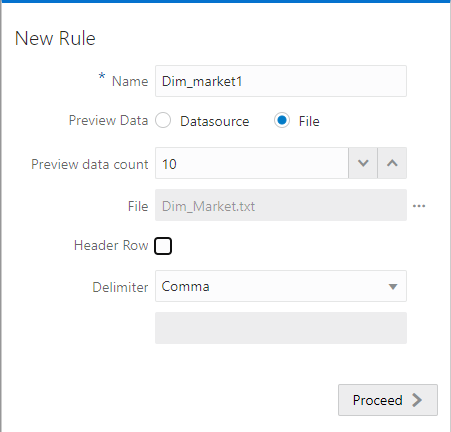 New Rule
* Name Dim_market1
Preview Data Datasource File
Preview data count 10
File Dim_Market.txt ...
Header Row
Delimiter Comma
Proceed